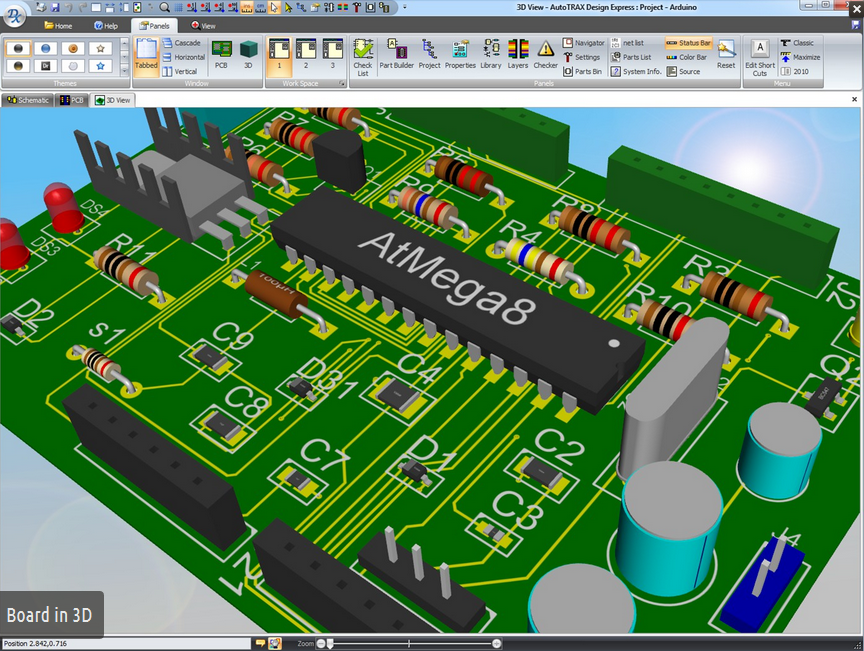 3D View - AutoTRAX Design Express : Project - Arduino
Home Help Panels View
Tabbed
Cascade
Horizontal
Vertical
PCB 3D
1 2 3
Check List
Part Builder Project Properties Library Layers Checker
Navigator
Settings
Parts Bin
net list
Parts List
System Info.
Status Bar
Color Bar
Source
Reset
Edit Short Cuts
Classic
Maximize
2010
Themes Window Work Space Panels Menu
Schematic PCB 3D View
R7
R6
DS4
DS3
R11
D2
s1
C9
C8
D31
C4
C7
D1
C2
C3
AtMega8
R4
R10
100µH
Board in 3D
Position 2.842,0.716
Zoom